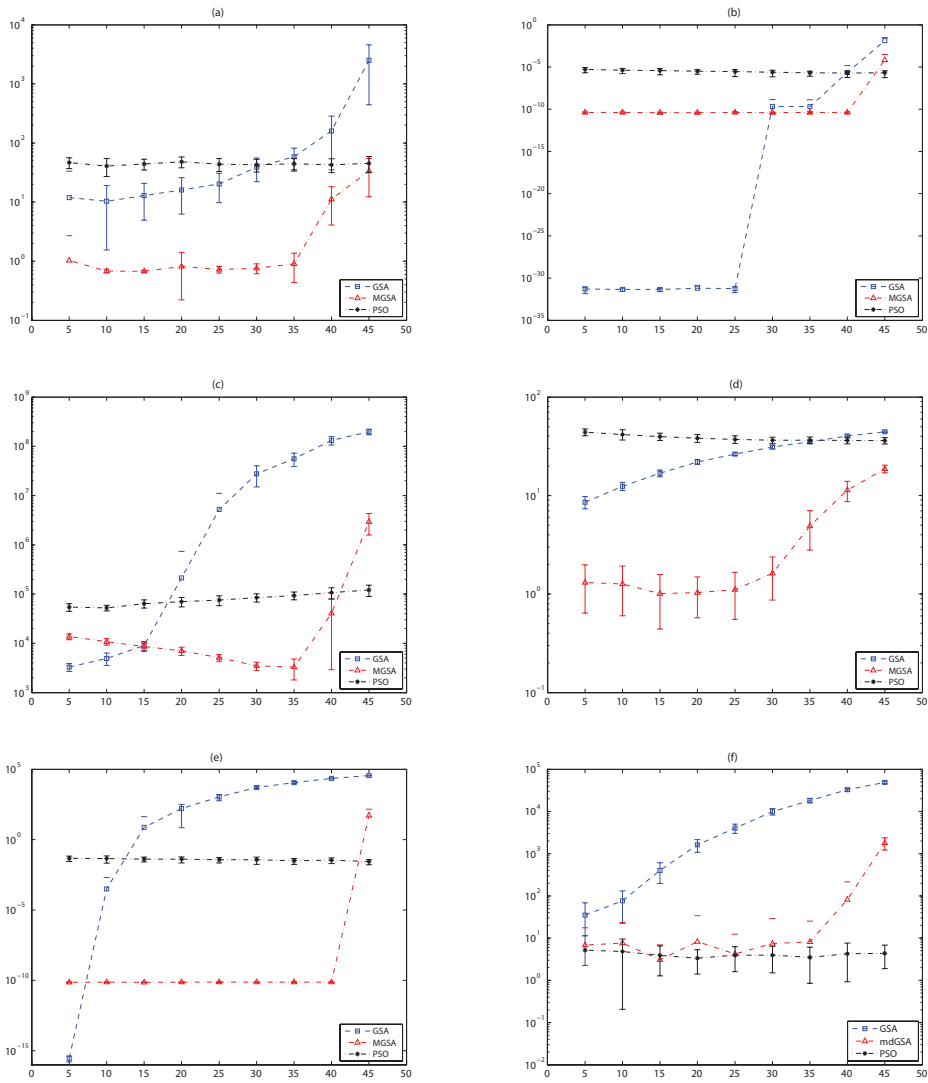 (a)
10^4
10^3
10^2
10^1
10^0
10^-1
0 5 10 15 20 25 30 35 40 45 50
GSA
MGSA
PSO
(b)
10^0
10^-5
10^-10
10^-15
10^-20
10^-25
10^-30
10^-35
0 5 10 15 20 25 30 35 40 45 50
GSA
MGSA
PSO
(c)
10^9
10^8
10^7
10^6
10^5
10^4
10^3
0 5 10 15 20 25 30 35 40 45 50
GSA
MGSA
PSO
(d)
10^2
10^1
10^0
10^-1
0 5 10 15 20 25 30 35 40 45 50
GSA
MGSA
PSO
(e)
10^5
10^0
10^-5
10^-10
10^-15
0 5 10 15 20 25 30 35 40 45 50
GSA
MGSA
PSO
(f)
10^5
10^4
10^3
10^2
10^1
10^0
10^-1
10^-2
0 5 10 15 20 25 30 35 40 45 50
GSA
mdGSA
PSO